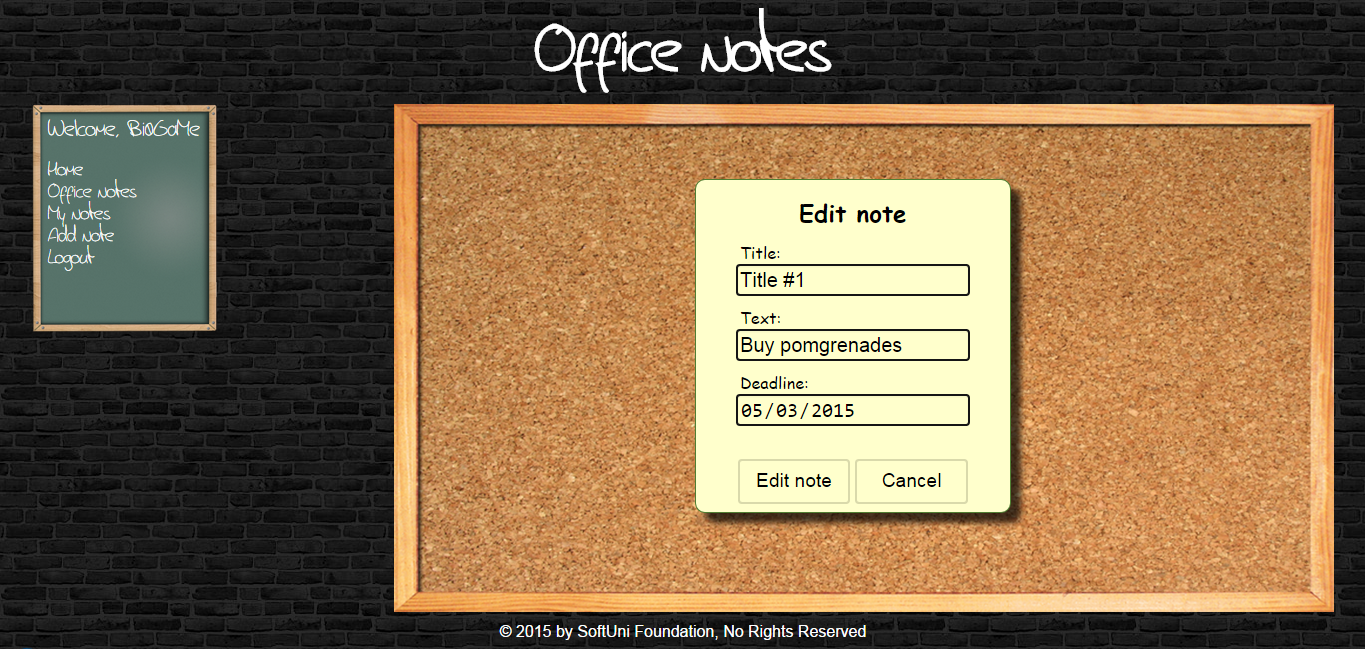 Office Notes
Welcome, BiOGaMe
Home
Office Notes
My Notes
Add Note
Logout
Edit note
Title:
Title #1
Text:
Buy pomgrenades
Deadline:
05/03/2015
Edit note Cancel
© 2015 by SoftUni Foundation, No Rights Reserved